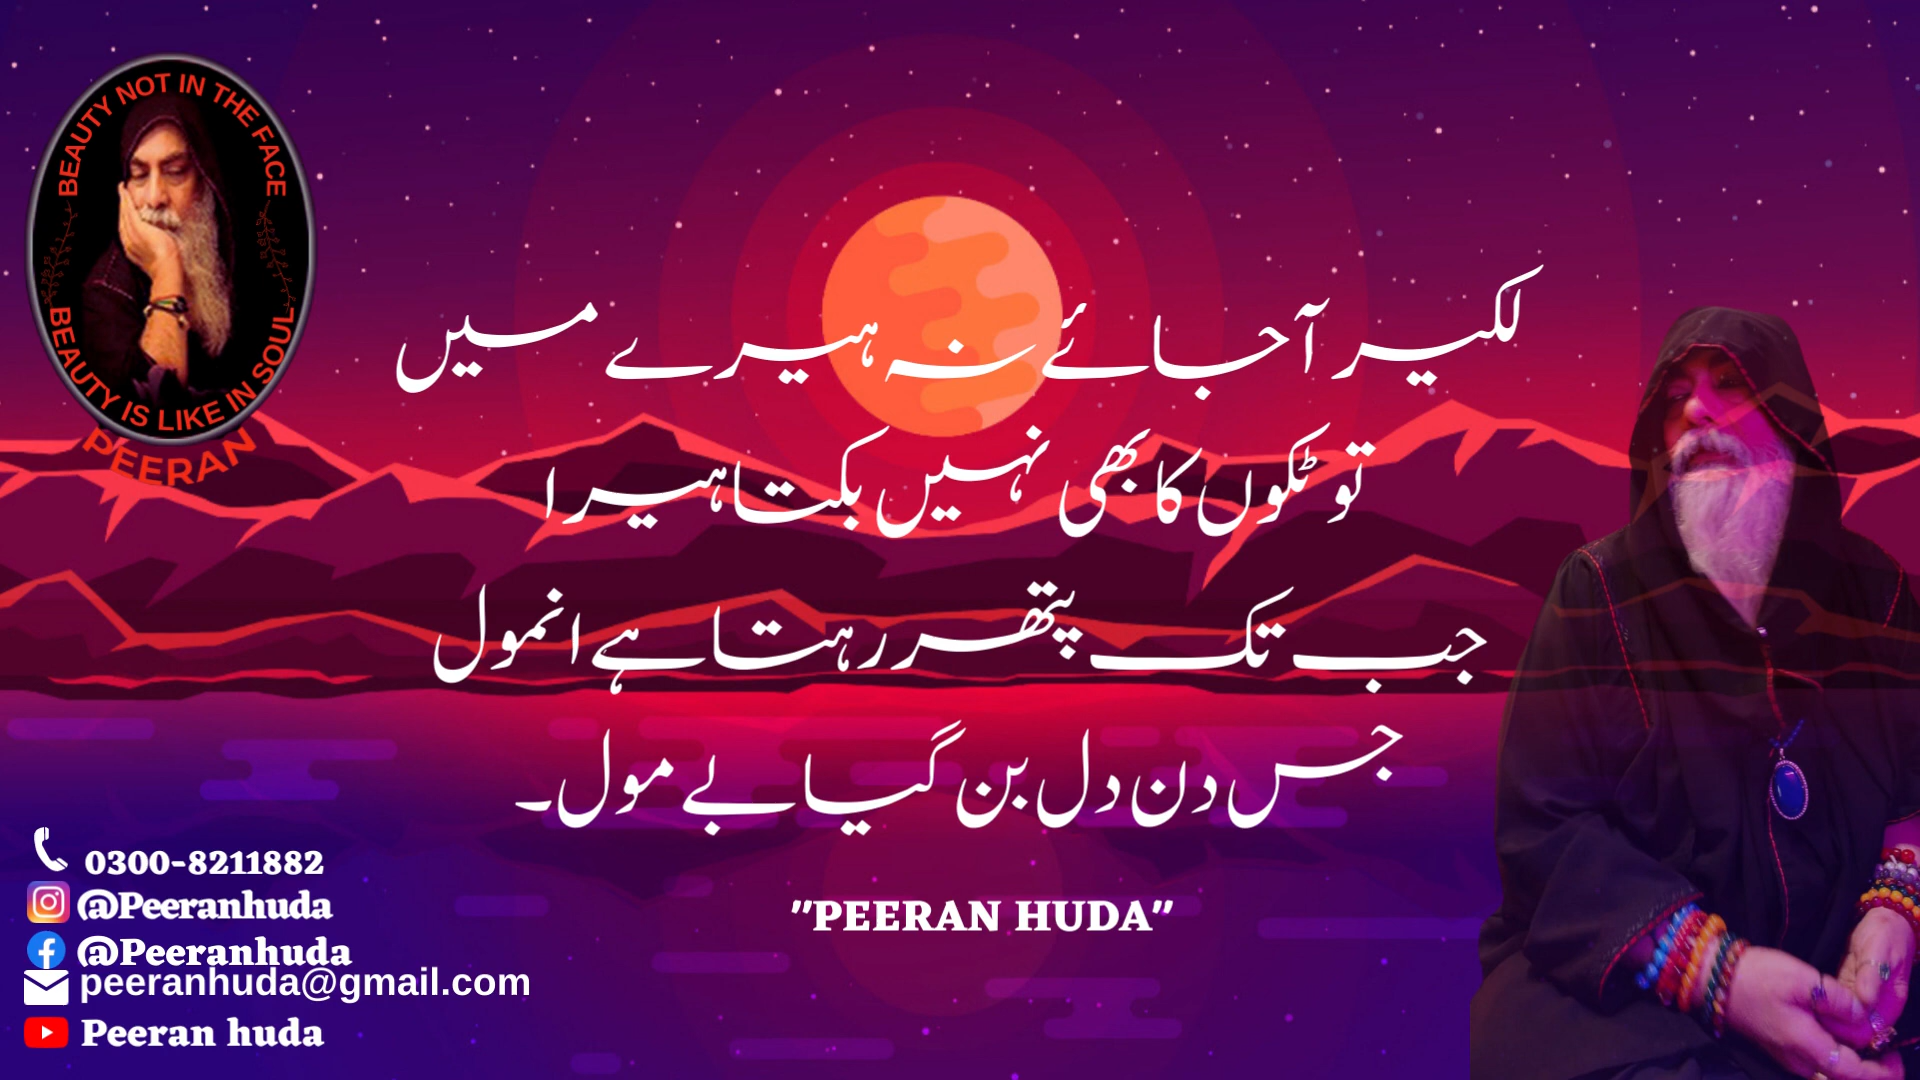 BEAUTY NOT IN THE FACE
BEAUTY IS LIKE IN SOUL
PEERAN
لکیر آجائے نہ ہیرے میں
تو ٹکوں کا بھی نہیں بکتا ہیرا
جب تک پتھر رہتا ہے انمول
جس دن دل بن گیا بے مول۔
"PEERAN HUDA"
0300-8211882
@Peeranhuda
@Peeranhuda
peeranhuda@gmail.com
Peeran huda